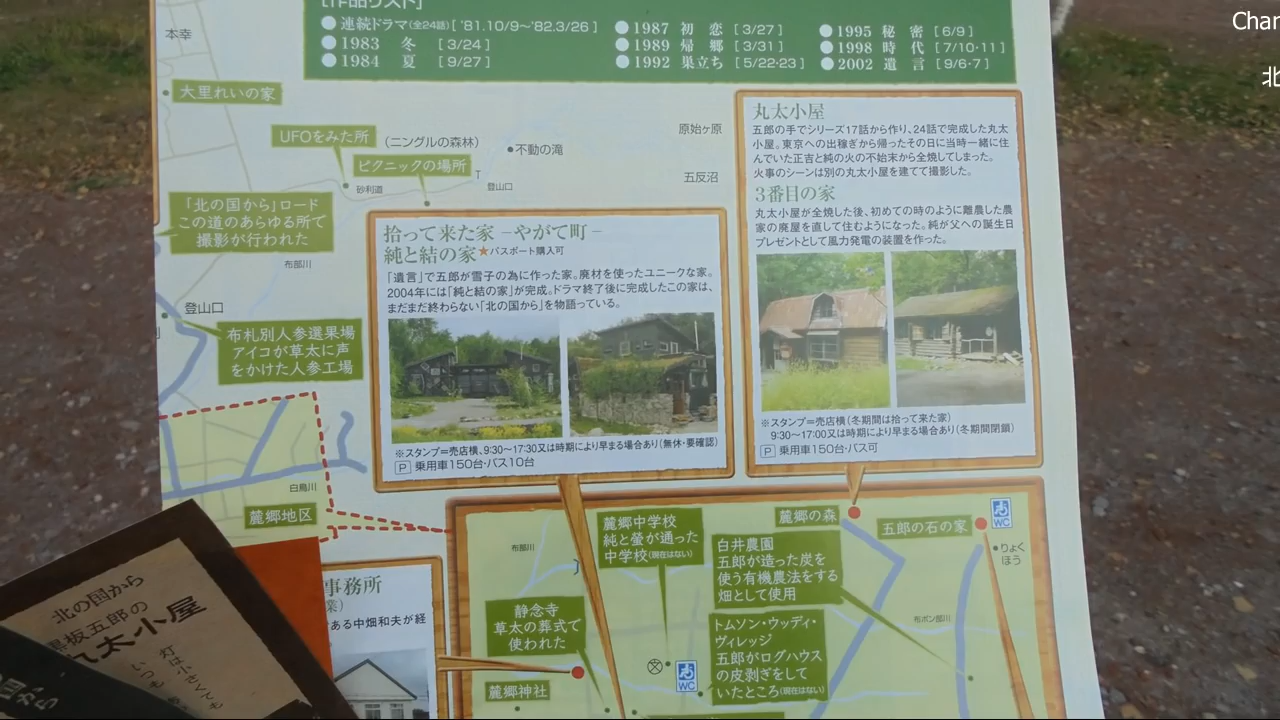 [作品リスト]
●連続ドラマ(全24話)[ '81.10/9~'82.3/26 ]
●1983 冬 [ 3/24 ]
●1984 夏 [ 9/27 ]
●1987 初 恋 [ 3/27 ]
●1989 帰 郷 [ 3/31 ]
●1992 巣立ち [ 5/22・23 ]
●1995 秘 密 [ 6/9 ]
●1998 時 代 [ 7/10・11 ]
●2002 遺 言 [ 9/6・7 ]
Char
北
本幸
大里れいの家
UFOをみた所
(ニングルの森林)
ピクニックの場所
●不動の滝
原始ヶ原
五反沼
砂利道
登山口
「北の国から」ロード
この道のあらゆる所で
撮影が行われた
布部川
登山口
布札別人参選果場
アイコが草太に声
をかけた人参工場
白鳥川
麓郷地区
拾って来た家 −やがて町−
純と結の家★パスポート購入可
「遺言」で五郎が雪子の為に作った家。廃材を使ったユニークな家。
2004年には「純と結の家」が完成。ドラマ終了後に完成したこの家は、
まだまだ終わらない「北の国から」を物語っている。
※スタンプ=売店横、9:30〜17:30又は時期により早まる場合あり(無休・要確認)
P 乗用車150台・バス10台
丸太小屋
五郎の手でシリーズ17話から作り、24話で完成した丸太
小屋。東京への出稼ぎから帰ったその日に当時一緒に住
んでいた正吉と純の火の不始末から全焼してしまった。
火事のシーンは別の丸太小屋を建てて撮影した。
3番目の家
丸太小屋が全焼した後、初めての時のように離農した農
家の廃屋を直して住むようになった。純が父への誕生日
プレゼントとして風力発電の装置を作った。
※スタンプ=売店横(冬期間は拾って来た家)
9:30〜17:00又は時期により早まる場合あり(冬期間閉鎖)
P 乗用車150台・バス可
布部川
麓郷中学校
純と螢が通った
中学校(現在はない)
麓郷の森
五郎の石の家
WC
●りょく
ほう
白井農園
五郎が造った炭を
使う有機農法をする
畑として使用
布ポン部川
静念寺
草太の葬式で
使われた
トムソン・ウッディ・
ヴィレッジ
五郎がログハウス
の皮剥ぎをして
いたところ(現在はない)
WC
麓郷神社
事務所
業)
ある中畑和夫が経
北の国から
黒板五郎の
丸太小屋
灯は小さくても
いつも